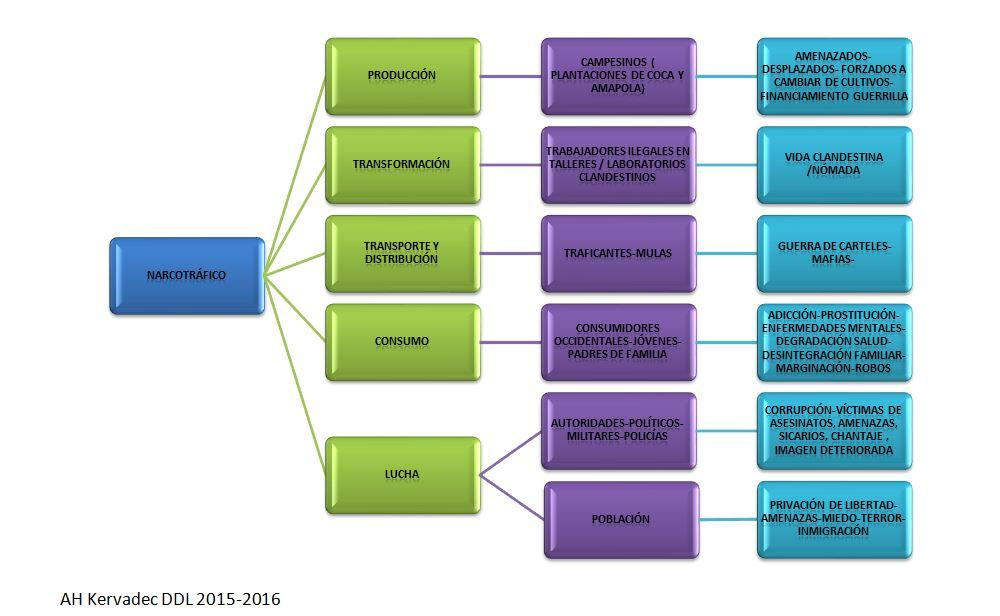 NARCOTRÁFICO
PRODUCCIÓN
CAMPESINOS (
PLANTACIONES DE COCA Y
AMAPOLA)
AMENAZADOS-
DESPLAZADOS- FORZADOS A
CAMBIAR DE CULTIVOS-
FINANCIAMIENTO GUERRILLA
TRANSFORMACIÓN
TRABAJADORES ILEGALES EN
TALLERES / LABORATORIOS
CLANDESTINOS
VIDA CLANDESTINA
/NÓMADA
TRANSPORTE Y
DISTRIBUCIÓN
TRAFICANTES-MULAS
GUERRA DE CARTELES-
MAFIAS-
CONSUMO
CONSUMIDORES
OCCIDENTALES-JÓVENES-
PADRES DE FAMILIA
ADICCIÓN-PROSTITUCIÓN-
ENFERMEDADES MENTALES-
DEGRADACIÓN SALUD-
DESINTEGRACIÓN FAMILIAR-
MARGINACIÓN-ROBOS
LUCHA
AUTORIDADES-POLÍTICOS-
MILITARES-POLICÍAS
CORRUPCIÓN-VÍCTIMAS DE
ASESINATOS, AMENAZAS,
SICARIOS, CHANTAJE ,
IMAGEN DETERIORADA
POBLACIÓN
PRIVACIÓN DE LIBERTAD-
AMENAZAS-MIEDO-TERROR-
INMIGRACIÓN
AH Kervadec DDL 2015-2016